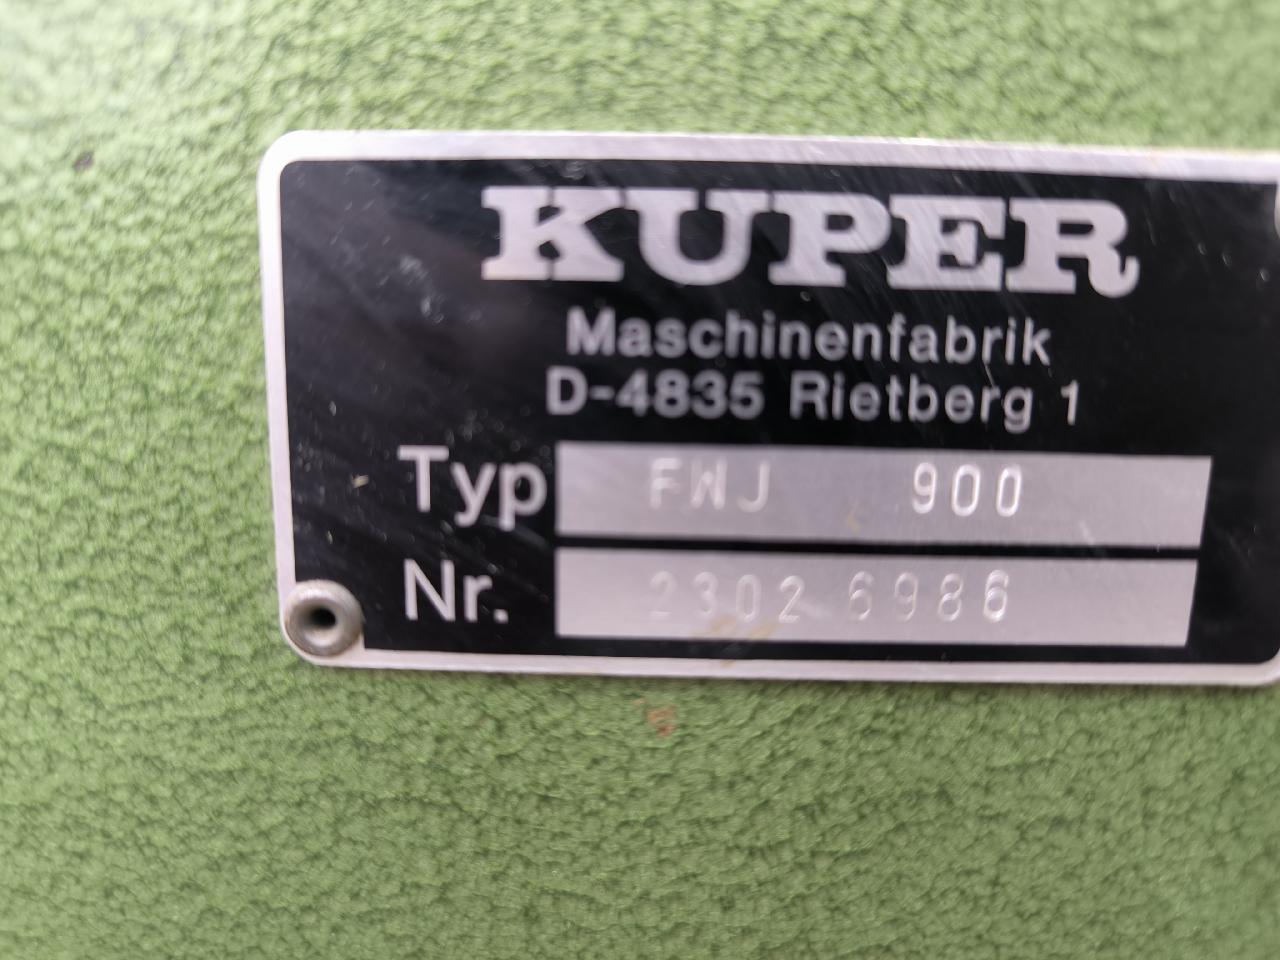 KUPER
Maschinenfabrik
D-4835 Rietberg 1
Typ FWJ 900
Nr. 2302 6986